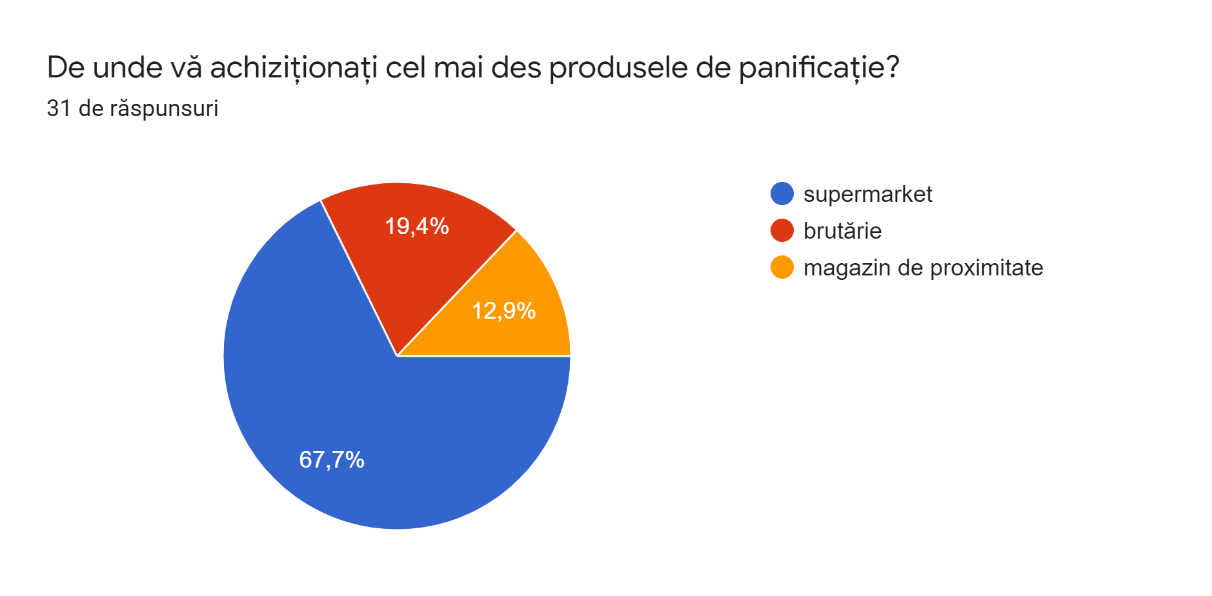 De unde vă achiziționați cel mai des produsele de panificație?
31 de răspunsuri
19,4%
12,9%
67,7%
supermarket
brutărie
magazin de proximitate